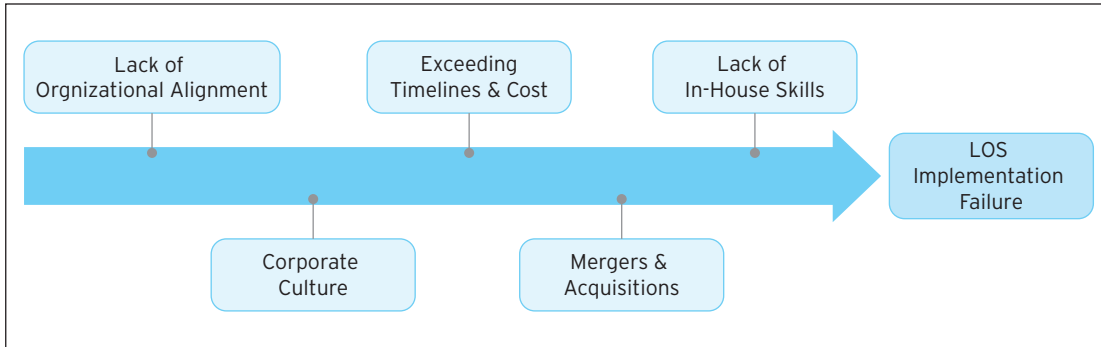 Lack of
Orgnizational Alignment
Exceeding
Timelines & Cost
Lack of
In-House Skills
LOS
Implementation
Failure
Corporate
Culture
Mergers &
Acquisitions